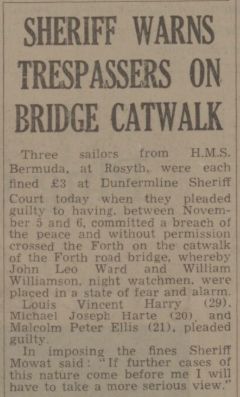 SHERIFF WARNS
TRESPASSERS ON
BRIDGE CATWALK
Three sailors from H.M.S.
Bermuda, at Rosyth, were each
fined £3 at Dunfermline Sheriff
Court today when they pleaded
guilty to having, between Novem-
ber 5 and 6, committed a breach of
the peace and without permission
crossed the Forth on the catwalk
of the Forth road bridge, whereby
John Leo Ward and William
Williamson, night watchmen, were
placed in a state of fear and alarm.
Louis Vincent Harry (29),
Michael Joseph Harte (20), and
Malcolm Peter Ellis (21), pleaded
guilty.
In imposing the fines Sheriff
Mowat said: "If further cases of
this nature come before me I will
have to take a more serious view."